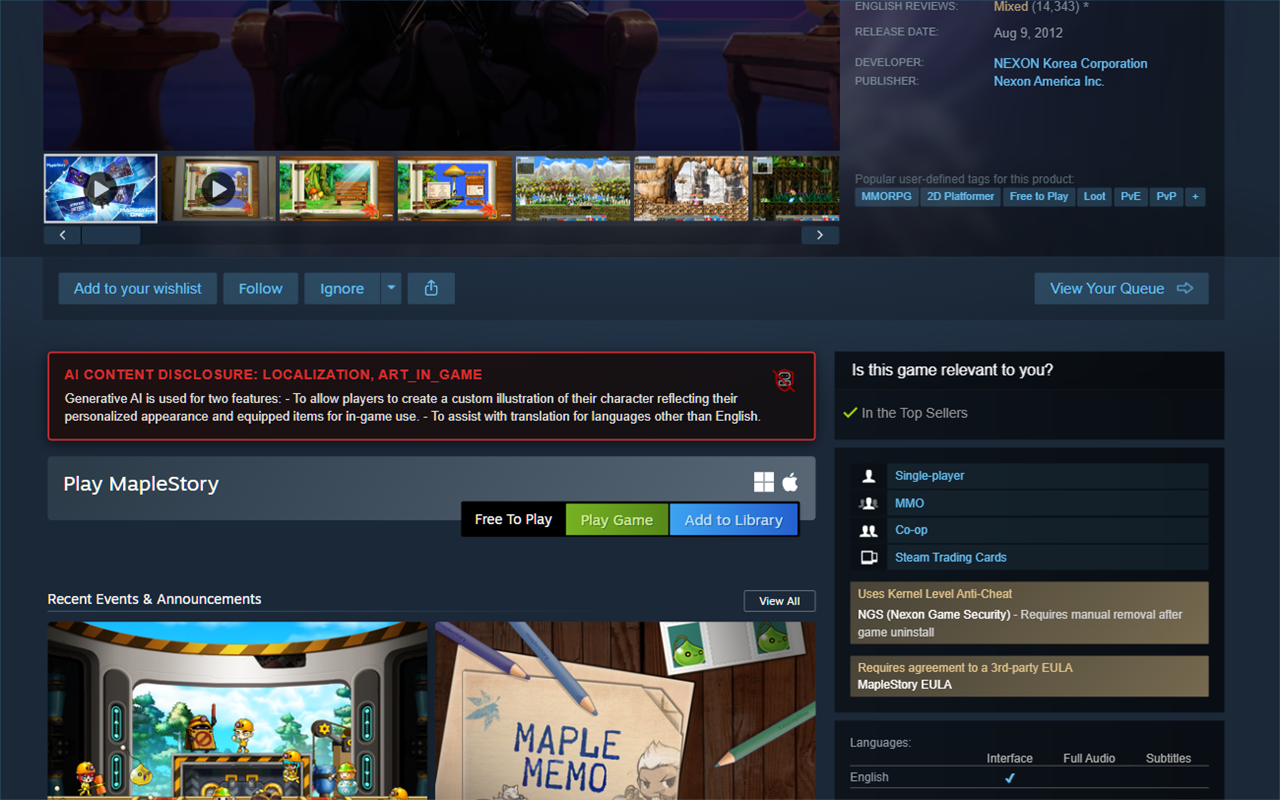 ENGLISH REVIEWS: Mixed (14,343) *
RELEASE DATE: Aug 9, 2012
DEVELOPER: NEXON Korea Corporation
PUBLISHER: Nexon America Inc.
Popular user-defined tags for this product:
MMORPG 2D Platformer Free to Play Loot PvE PvP +
Add to your wishlist Follow Ignore View Your Queue
AI CONTENT DISCLOSURE: LOCALIZATION, ART_IN_GAME
Generative AI is used for two features: - To allow players to create a custom illustration of their character reflecting their
personalized appearance and equipped items for in-game use. - To assist with translation for languages other than English.
Play MapleStory
Free To Play Play Game Add to Library
Recent Events & Announcements View All
MAPLE
MEMO
Is this game relevant to you?
In the Top Sellers
Single-player
MMO
Co-op
Steam Trading Cards
Uses Kernel Level Anti-Cheat
NGS (Nexon Game Security) - Requires manual removal after
game uninstall
Requires agreement to a 3rd-party EULA
MapleStory EULA
Languages:
Interface Full Audio Subtitles
English